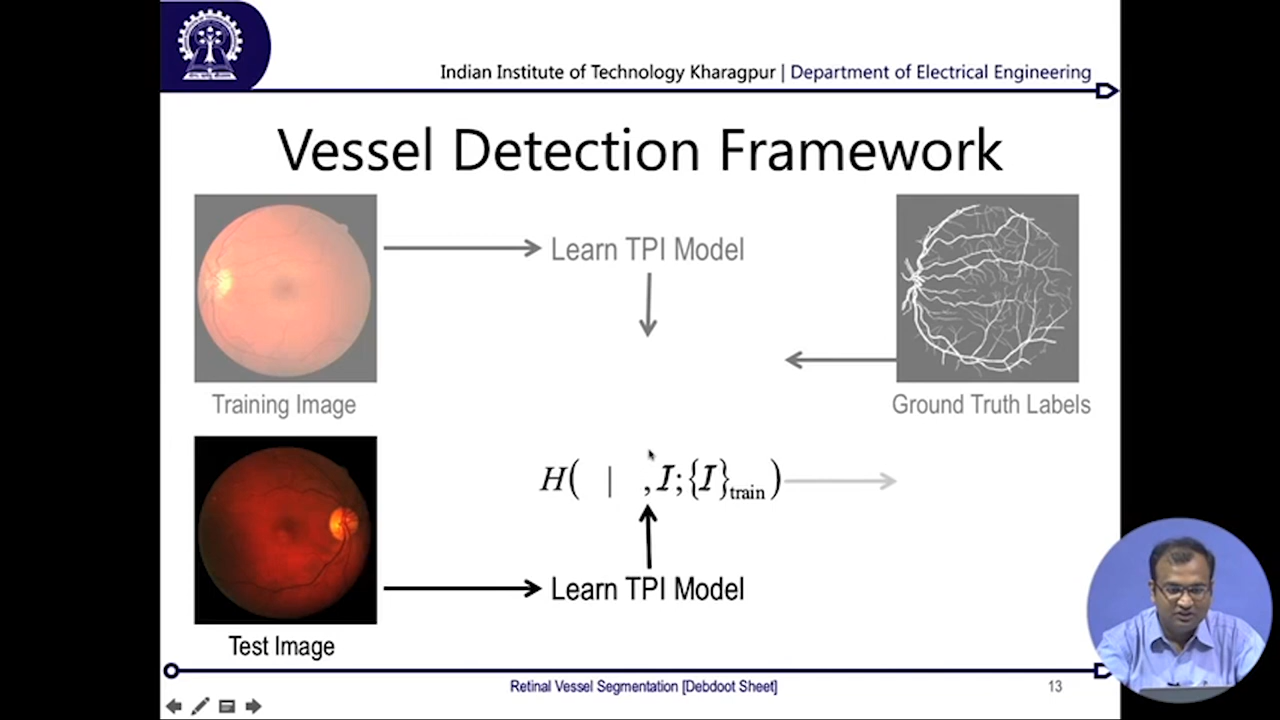 Indian Institute of Technology Kharagpur | Department of Electrical Engineering
Vessel Detection Framework
Learn TPI Model
Training Image
Ground Truth Labels
H( | ,I;{I}train)
Learn TPI Model
Test Image
Retinal Vessel Segmentation [Debdoot Sheet]
13